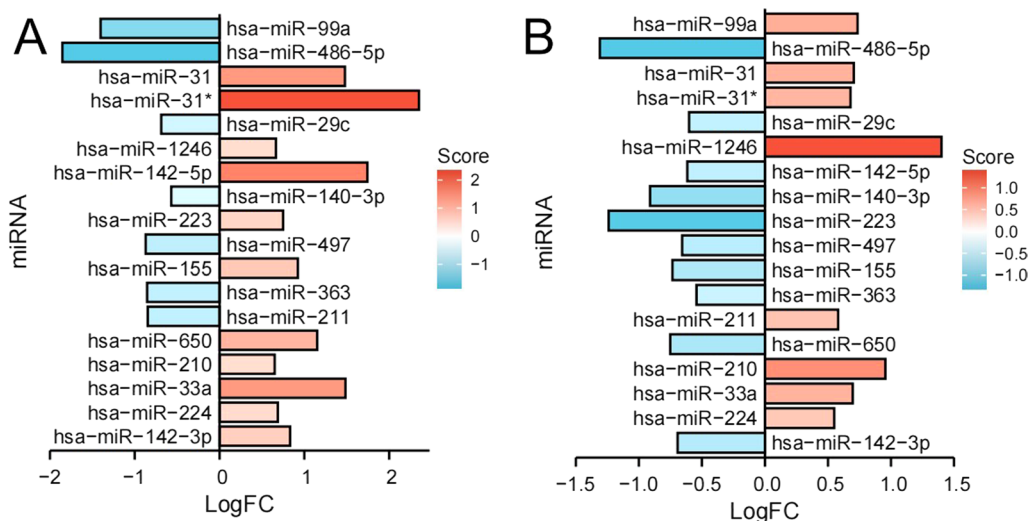 A
hsa−miR−99a
hsa−miR−486−5p
hsa−miR−31
hsa−miR−31*
hsa−miR−29c
hsa−miR−1246
hsa−miR−142−5p
hsa−miR−140−3p
hsa−miR−223
hsa−miR−497
hsa−miR−155
hsa−miR−363
hsa−miR−211
hsa−miR−650
hsa−miR−210
hsa−miR−33a
hsa−miR−224
hsa−miR−142−3p
miRNA
−2 −1 0 1 2
LogFC
Score
2
1
0
−1
B
hsa−miR−99a
hsa−miR−486−5p
hsa−miR−31
hsa−miR−31*
hsa−miR−29c
hsa−miR−1246
hsa−miR−142−5p
hsa−miR−140−3p
hsa−miR−223
hsa−miR−497
hsa−miR−155
hsa−miR−363
hsa−miR−211
hsa−miR−650
hsa−miR−210
hsa−miR−33a
hsa−miR−224
hsa−miR−142−3p
miRNA
−1.5 −1.0 −0.5 0.0 0.5 1.0 1.5
LogFC
Score
1.0
0.5
0.0
−0.5
−1.0